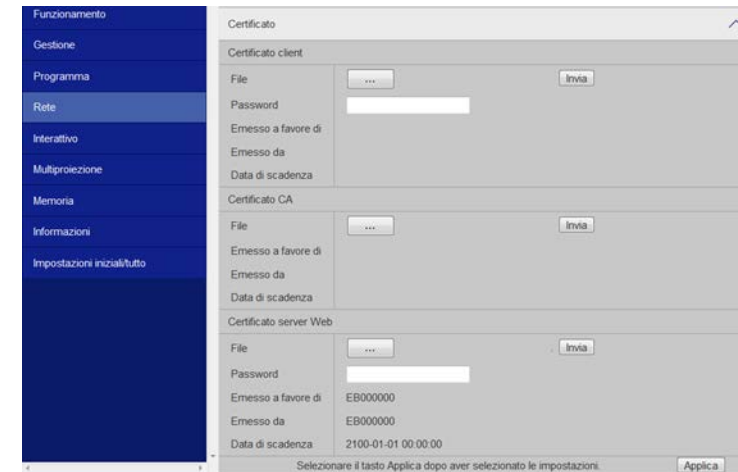 Funzionamento
Gestione
Programma
Rete
Interattivo
Multiproiezione
Memoria
Informazioni
Impostazioni iniziali/tutto
Certificato
Certificato client
File ... Invia
Password
Emesso a favore di
Emesso da
Data di scadenza
Certificato CA
File ... Invia
Emesso a favore di
Emesso da
Data di scadenza
Certificato server Web
File ... Invia
Password
Emesso a favore di EB000000
Emesso da EB000000
Data di scadenza 2100-01-01 00:00:00
Selezionare il tasto Applica dopo aver selezionato le impostazioni. Applica